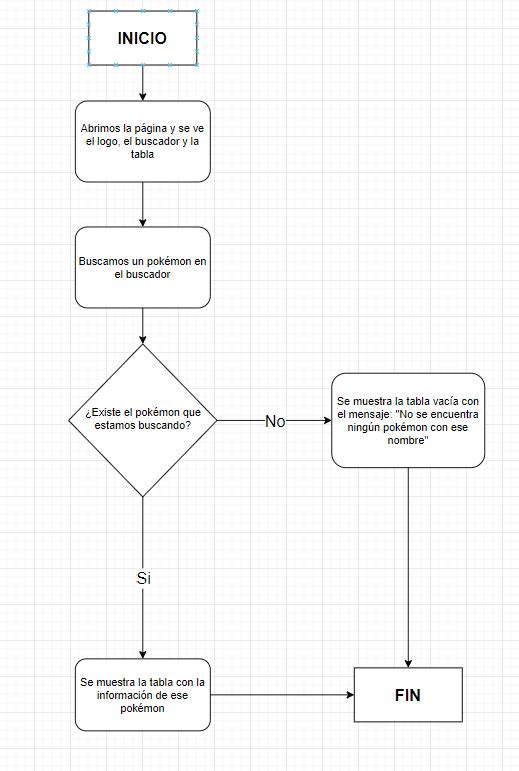 INICIO
Abrimos la página y se ve
el logo, el buscador y la
tabla
Buscamos un pokémon en
el buscador
¿Existe el pokémon que
estamos buscando?
No
Se muestra la tabla vacía con
el mensaje: "No se encuentra
ningún pokémon con ese
nombre"
Si
Se muestra la tabla con la
información de ese
pokémon
FIN